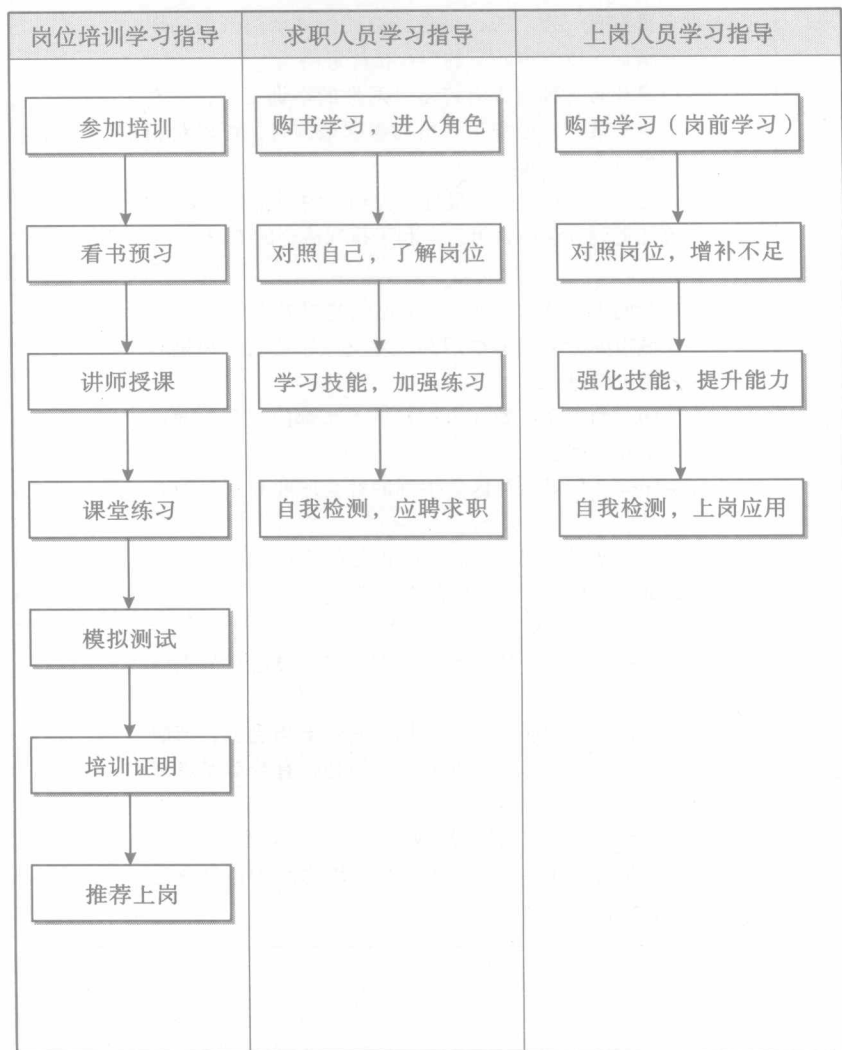 岗位培训学习指导
求职人员学习指导
上岗人员学习指导
参加培训
看书预习
讲师授课
课堂练习
模拟测试
培训证明
推荐上岗
购书学习，进入角色
对照自己，了解岗位
学习技能，加强练习
自我检测，应聘求职
购书学习（岗前学习）
对照岗位，增补不足
强化技能，提升能力
自我检测，上岗应用